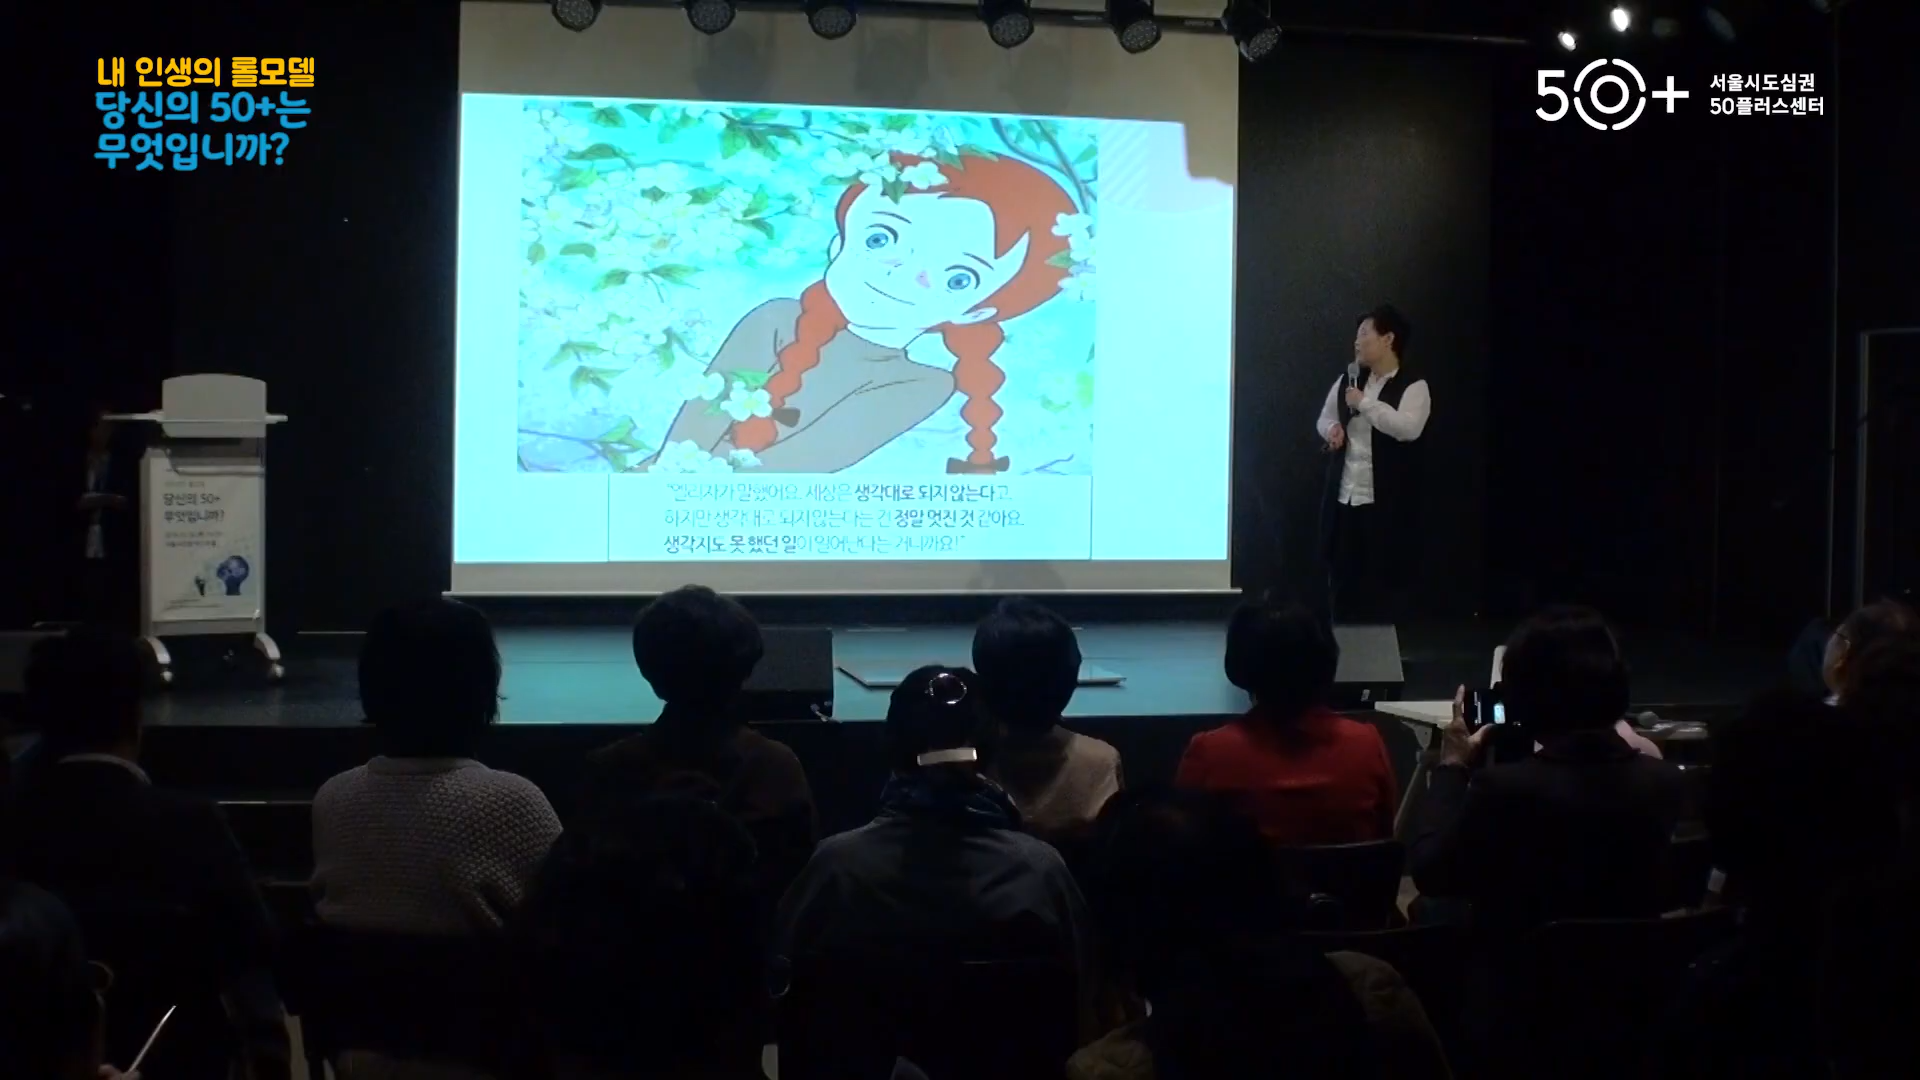 내 인생의 롤모델
당신의 50+는
무엇입니까?
50+
서울시도심권
50플러스센터
"엘리자가 말했어요. 세상은 생각대로 되지 않는다고.
하지만 생각대로 되지 않는다는 건 정말 멋진 것 같아요.
생각지도 못 했던 일이 일어난다는 거니까요!"
당신의 50+
무엇입니까?